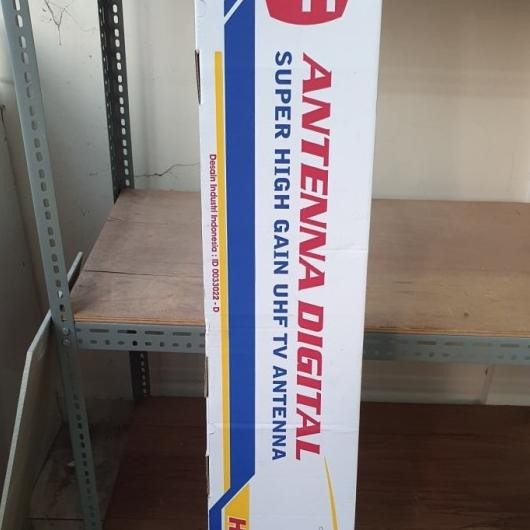 ANTENNA DIGITAL
SUPER HIGH GAIN UHF TV ANTENNA
Desain Industri Indonesia : ID 0033022 - D
H